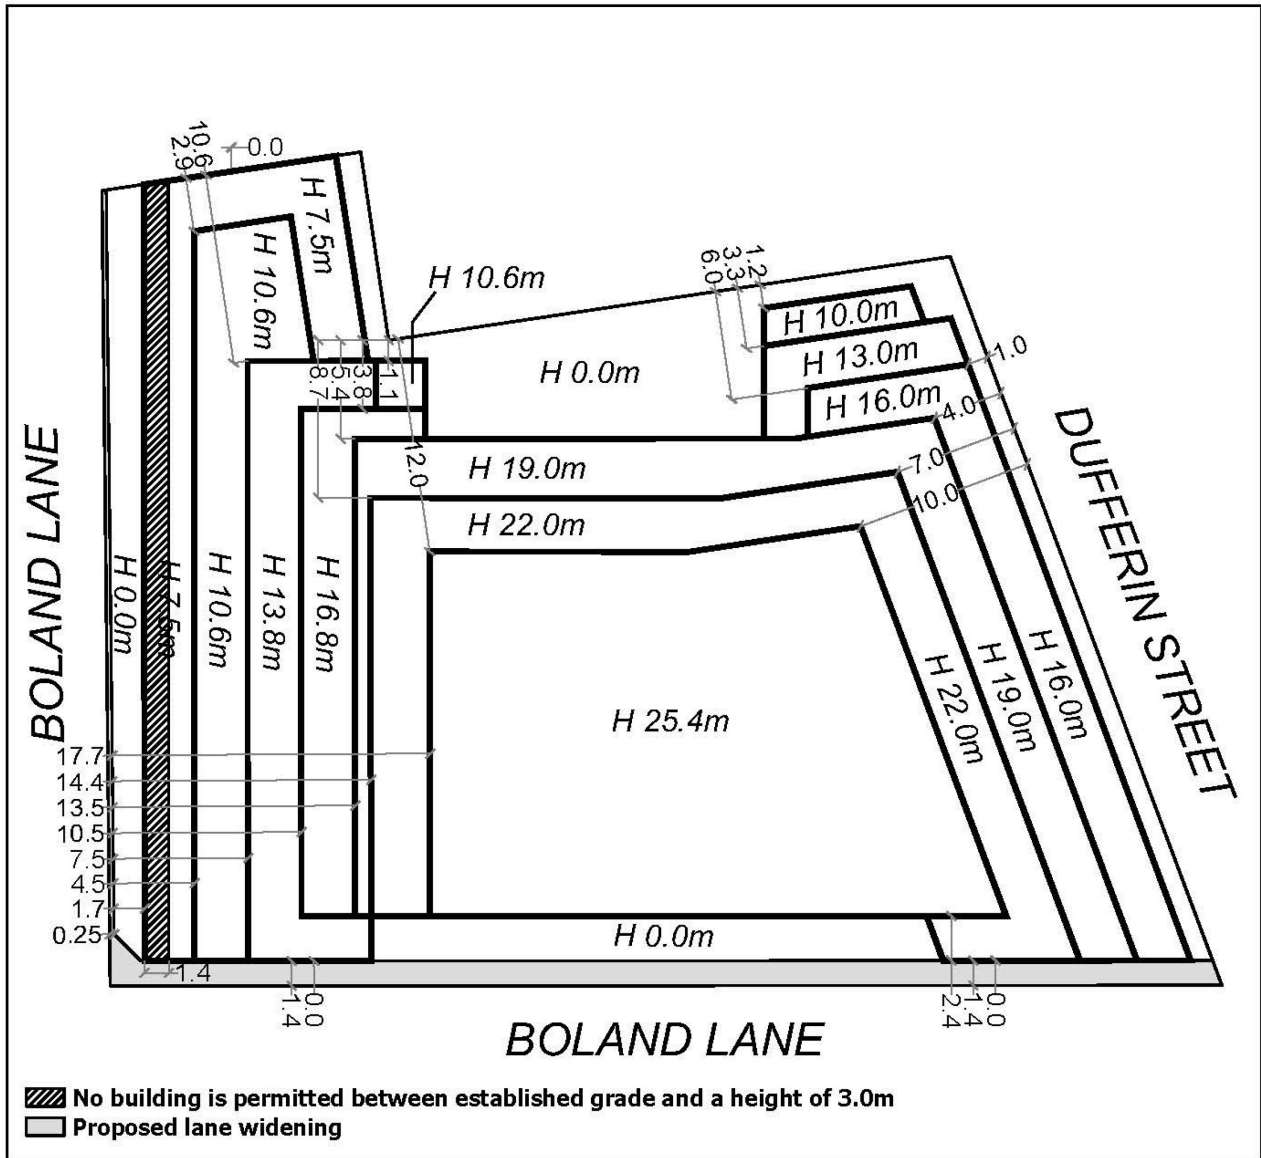 0.0
10.6
2.9
H 7.5m
H 10.6m
H 10.6m
1.2
3.3
6.0
H 10.0m
H 13.0m
H 16.0m
1.0
4.0
7.0
10.0
H 0.0m
1.1
3.8
5.4
8.7
12.0
H 19.0m
H 22.0m
DUFFERIN STREET
BOLAND LANE
H 0.0m
H 7.5m
H 10.6m
H 13.8m
H 16.8m
H 25.4m
H 22.0m
H 19.0m
H 16.0m
17.7
14.4
13.5
10.5
7.5
4.5
1.7
0.25
1.4
H 0.0m
0.0
1.4
0.0
1.4
2.4
BOLAND LANE
No building is permitted between established grade and a height of 3.0m
Proposed lane widening